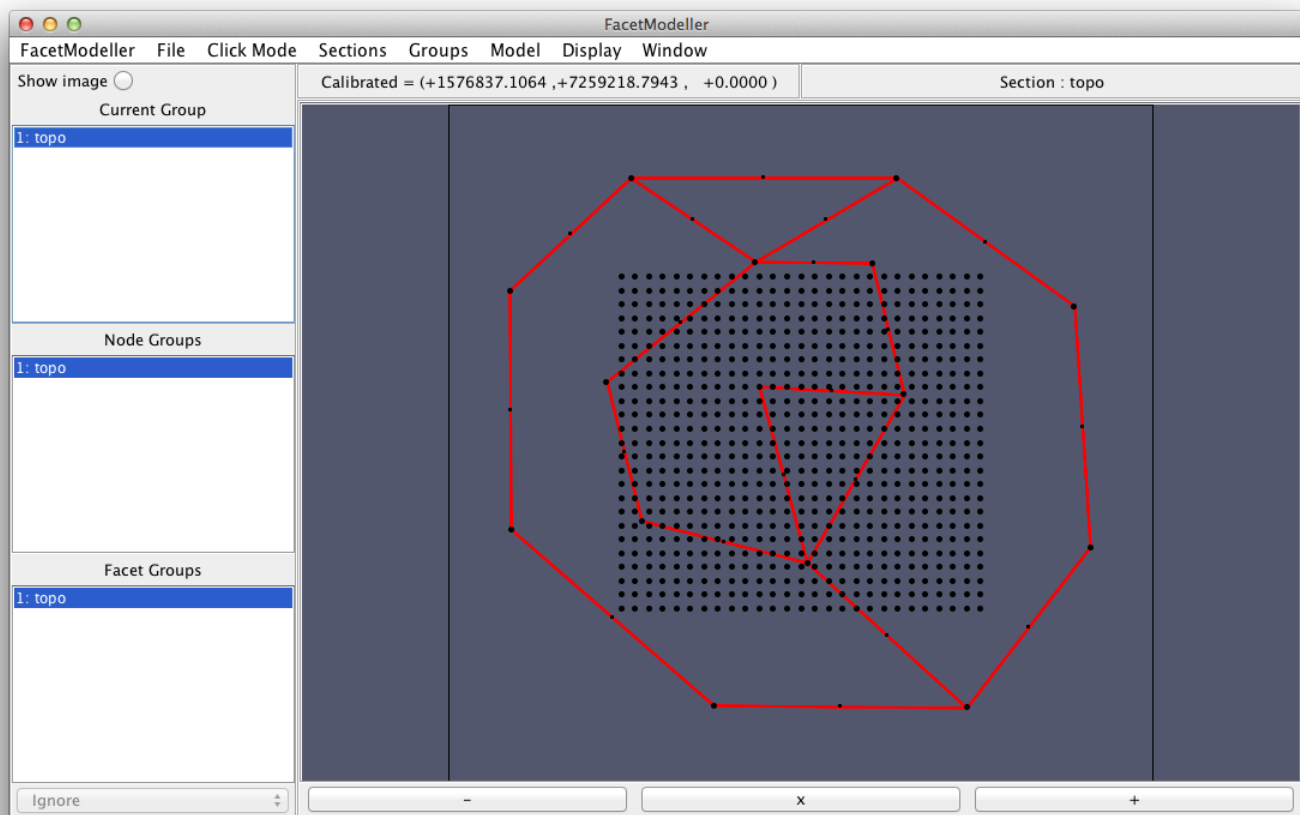 FacetModeller
FacetModeller File Click Mode Sections Groups Model Display Window
Show image
Calibrated = (+1576837.1064 ,+7259218.7943 , +0.0000 )
Section : topo
Current Group
1: topo
Node Groups
1: topo
Facet Groups
1: topo
Ignore
- x +